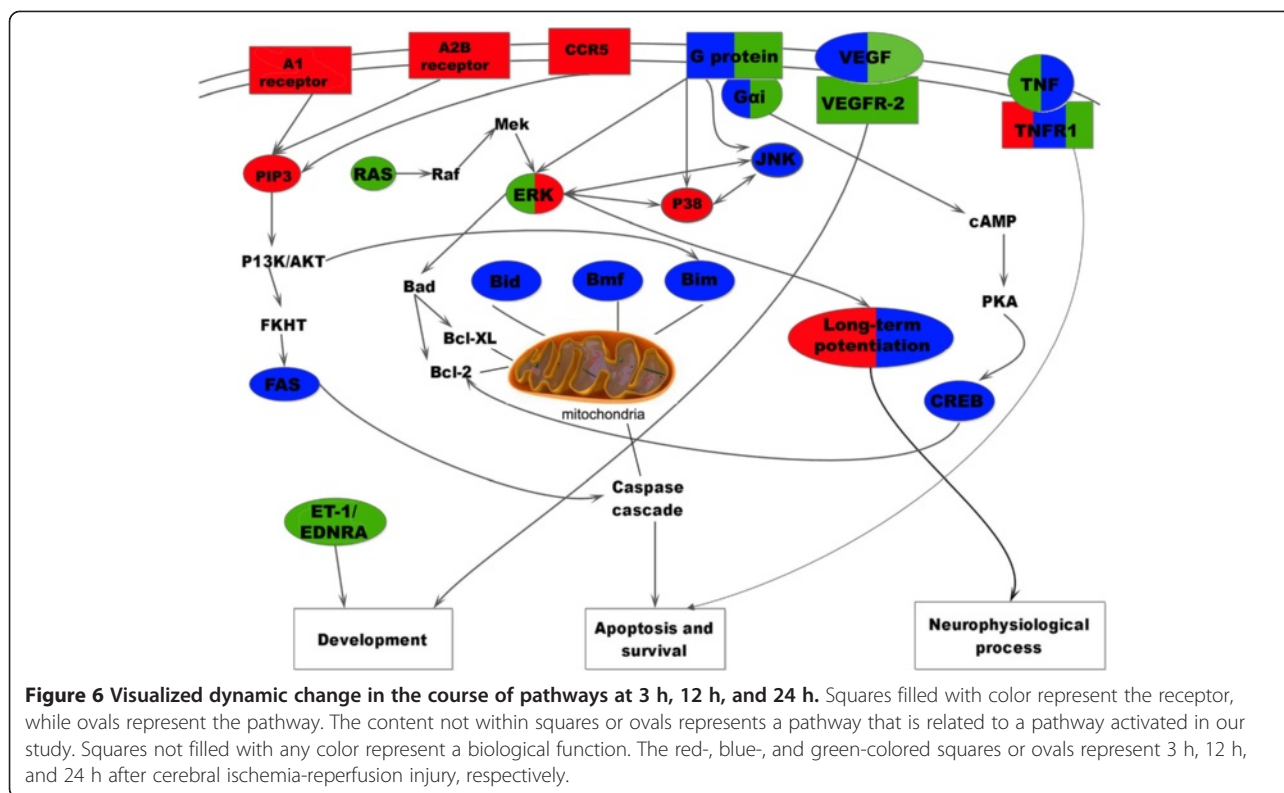 A1
receptor
A2B
receptor
CCR5
G protein
Gαi
VEGF
VEGFR-2
TNF
TNFR1
Mek
PIP3
RAS
Raf
ERK
P38
JNK
cAMP
P13K/AKT
Bad
Bid
Bmf
Bim
PKA
FKHT
Bcl-XL
Long-term
potentiation
Bcl-2
FAS
CREB
mitochondria
Caspase
cascade
ET-1/
EDNRA
Development
Apoptosis and
survival
Neurophysiological
process
Figure 6 Visualized dynamic change in the course of pathways at 3 h, 12 h, and 24 h. Squares filled with color represent the receptor,
while ovals represent the pathway. The content not within squares or ovals represents a pathway that is related to a pathway activated in our
study. Squares not filled with any color represent a biological function. The red-, blue-, and green-colored squares or ovals represent 3 h, 12 h,
and 24 h after cerebral ischemia-reperfusion injury, respectively.